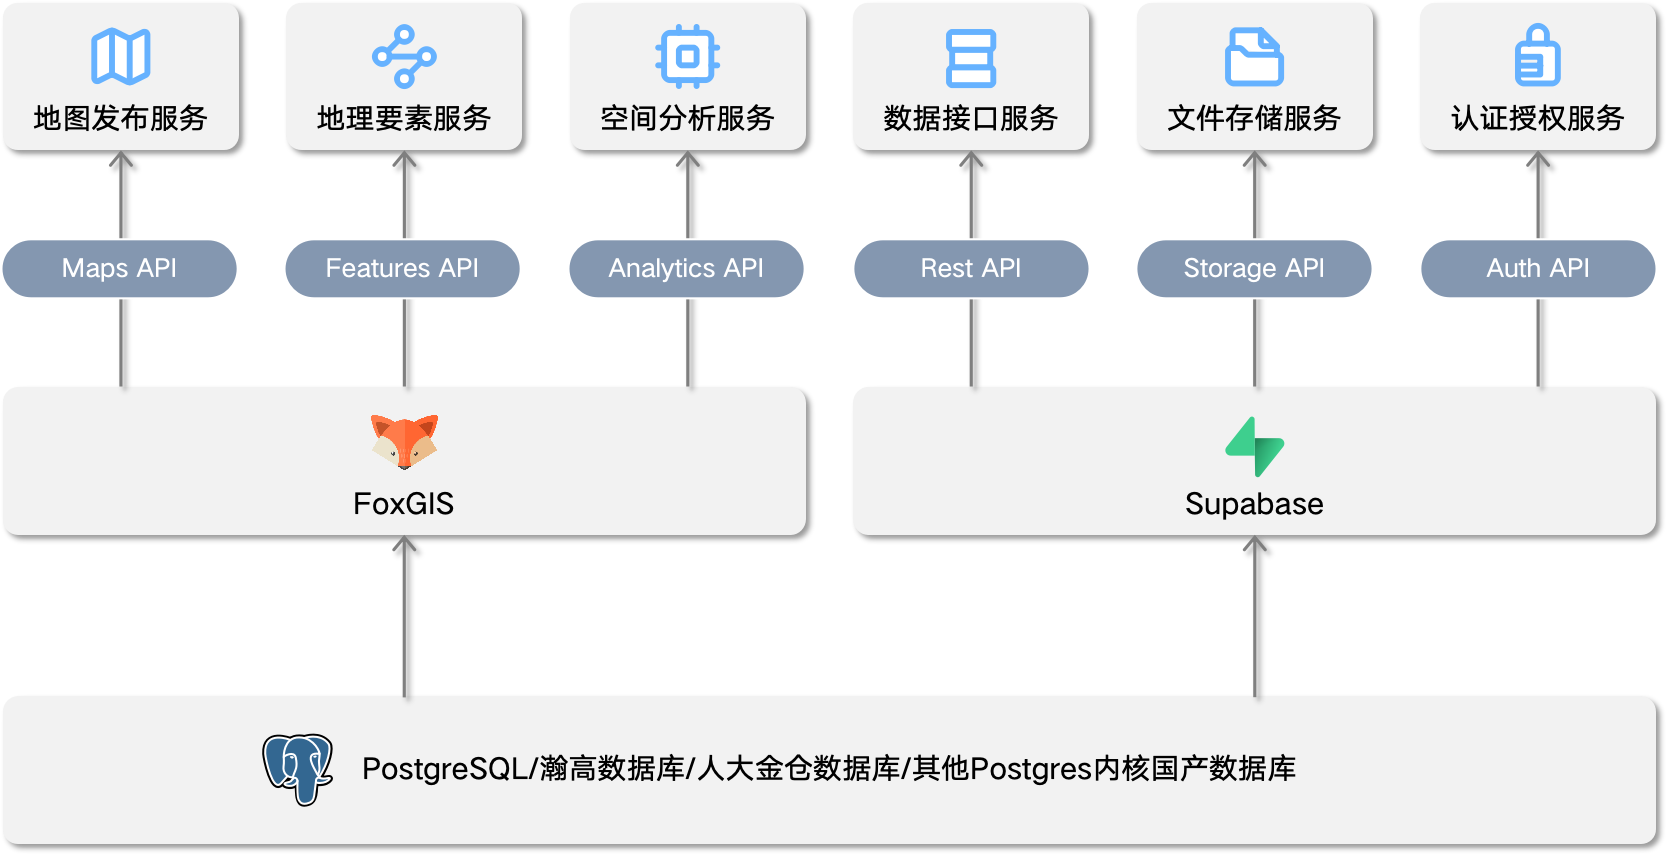 地图发布服务
地理要素服务
空间分析服务
数据接口服务
文件存储服务
认证授权服务
Maps API
Features API
Analytics API
Rest API
Storage API
Auth API
FoxGIS
Supabase
PostgreSQL/瀚高数据库/人大金仓数据库/其他Postgres内核国产数据库